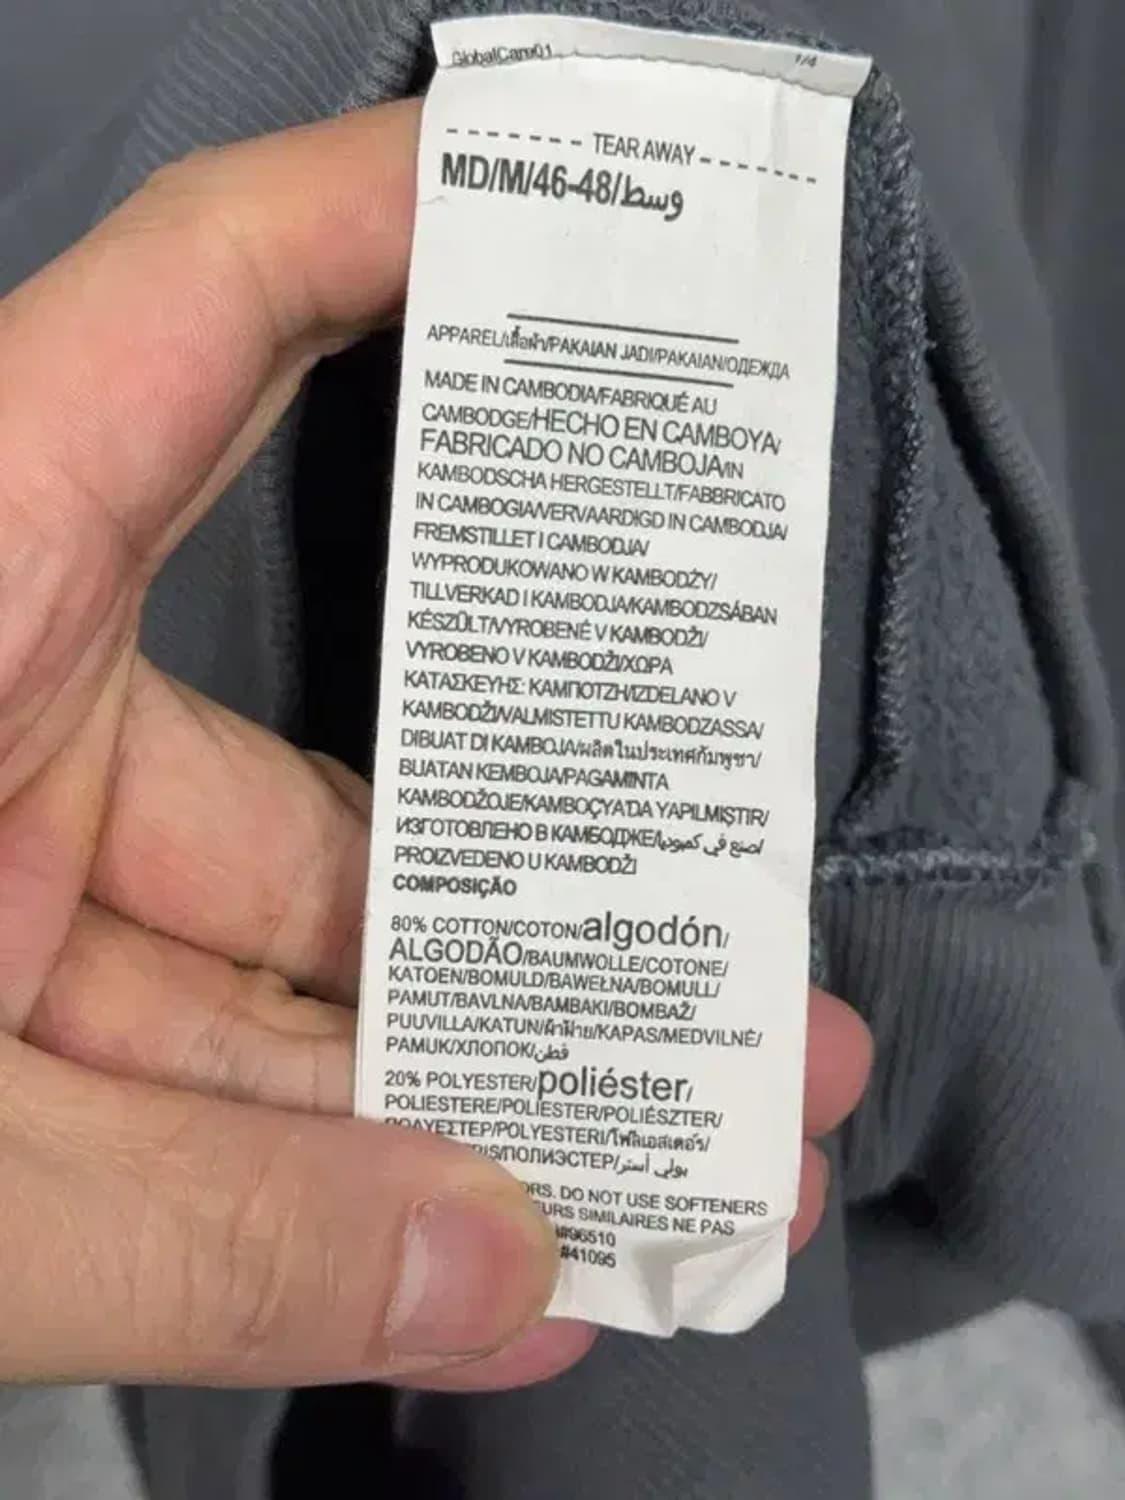 GlobalCare01 1/4
------- TEAR AWAY -------
MD/M/46-48/وسط
APPAREL/เสื้อผ้า/PAKAIAN JADI/PAKAIAN/ОДЕЖДА
MADE IN CAMBODIA/FABRIQUÉ AU
CAMBODGE/HECHO EN CAMBOYA/
FABRICADO NO CAMBOJA/IN
KAMBODSCHA HERGESTELLT/FABBRICATO
IN CAMBOGIA/VERVAARDIGD IN CAMBODJA/
FREMSTILLET I CAMBODJA/
WYPRODUKOWANO W KAMBODŻY/
TILLVERKAD I KAMBODJA/KAMBODZSÁBAN
KÉSZÜLT/VYROBENÉ V KAMBODŽI/
VYROBENO V KAMBODŽI/ΧΩΡΑ
ΚΑΤΑΣΚΕΥΗΣ: ΚΑΜΠΟΤΖΗ/IZDELANO V
KAMBODŽI/VALMISTETTU KAMBODZASSA/
DIBUAT DI KAMBOJA/ผลิตในประเทศกัมพูชา/
BUATAN KEMBOJA/PAGAMINTA
KAMBODŽOJE/KAMBOÇYA'DA YAPILMIŞTIR/
ИЗГОТОВЛЕНО В КАМБОДЖЕ/صنع في كمبوديا/
PROIZVEDENO U KAMBODŽI
COMPOSIÇÃO
80% COTTON/COTON/algodón/
ALGODÃO/BAUMWOLLE/COTONE/
KATOEN/BOMULD/BAWEŁNA/BOMULL/
PAMUT/BAVLNA/ΒΑΜΒΑΚΙ/BOMBAŽ/
PUUVILLA/KATUN/ผ้าฝ้าย/KAPAS/MEDVILNĖ/
PAMUK/ХЛОПОК/قطن
20% POLYESTER/poliéster/
POLIESTERE/POLIESTER/POLIÉSZTER/
ΠΟΛΥΕΣΤΕΡ/POLYESTERI/โพลีเอสเตอร์/
ПОЛИЭСТЕР/بولي أستر
DO NOT USE SOFTENERS
SIMILAIRES NE PAS
#96510
#41095